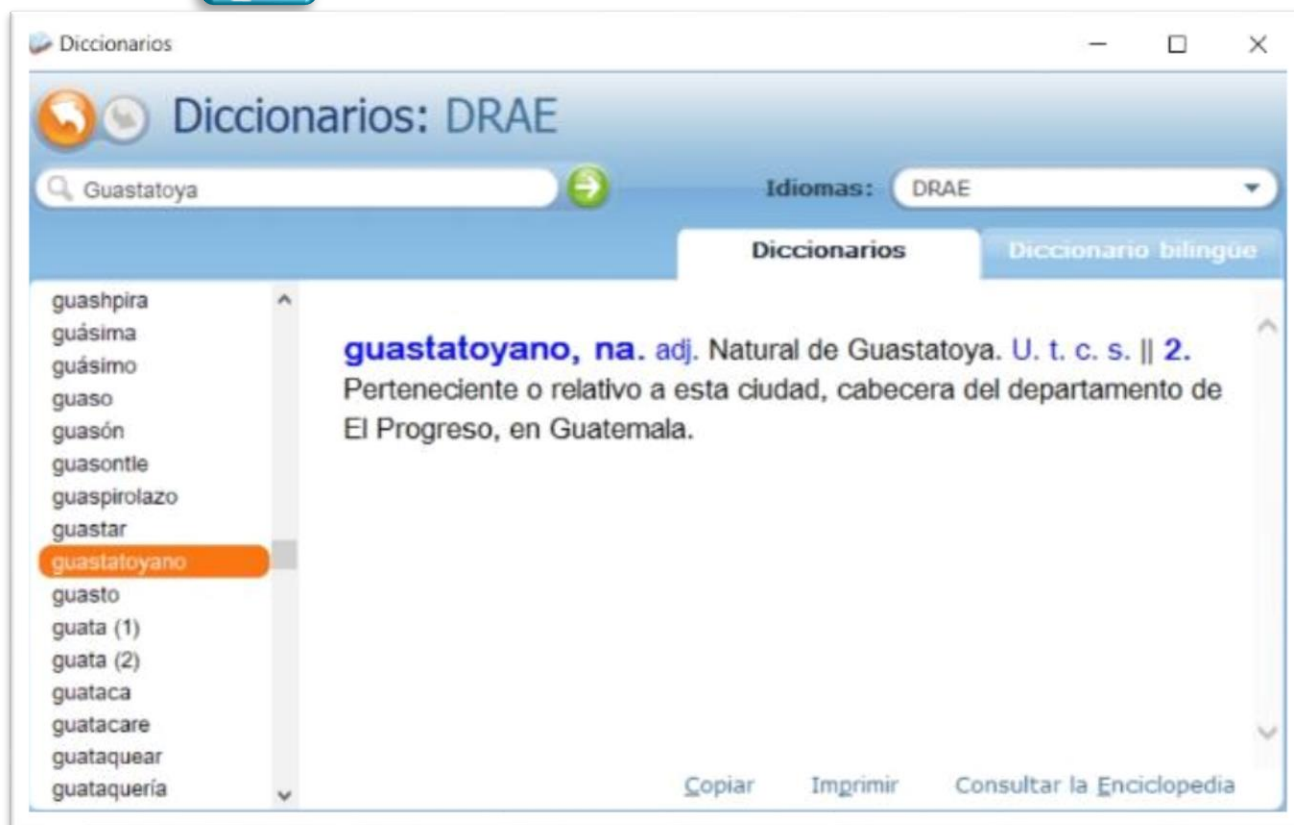 Diccionarios
Diccionarios: DRAE
Guastatoya
Idiomas: DRAE
Diccionarios
Diccionario bilingüe
guashpira
guásima
guásimo
guaso
guasón
guasontle
guaspirolazo
guastar
guastatoyano
guasto
guata (1)
guata (2)
guataca
guatacare
guataquear
guataquería
guastatoyano, na. adj. Natural de Guastatoya. U. t. c. s. || 2.
Perteneciente o relativo a esta ciudad, cabecera del departamento de
El Progreso, en Guatemala.
Copiar Imprimir Consultar la Enciclopedia